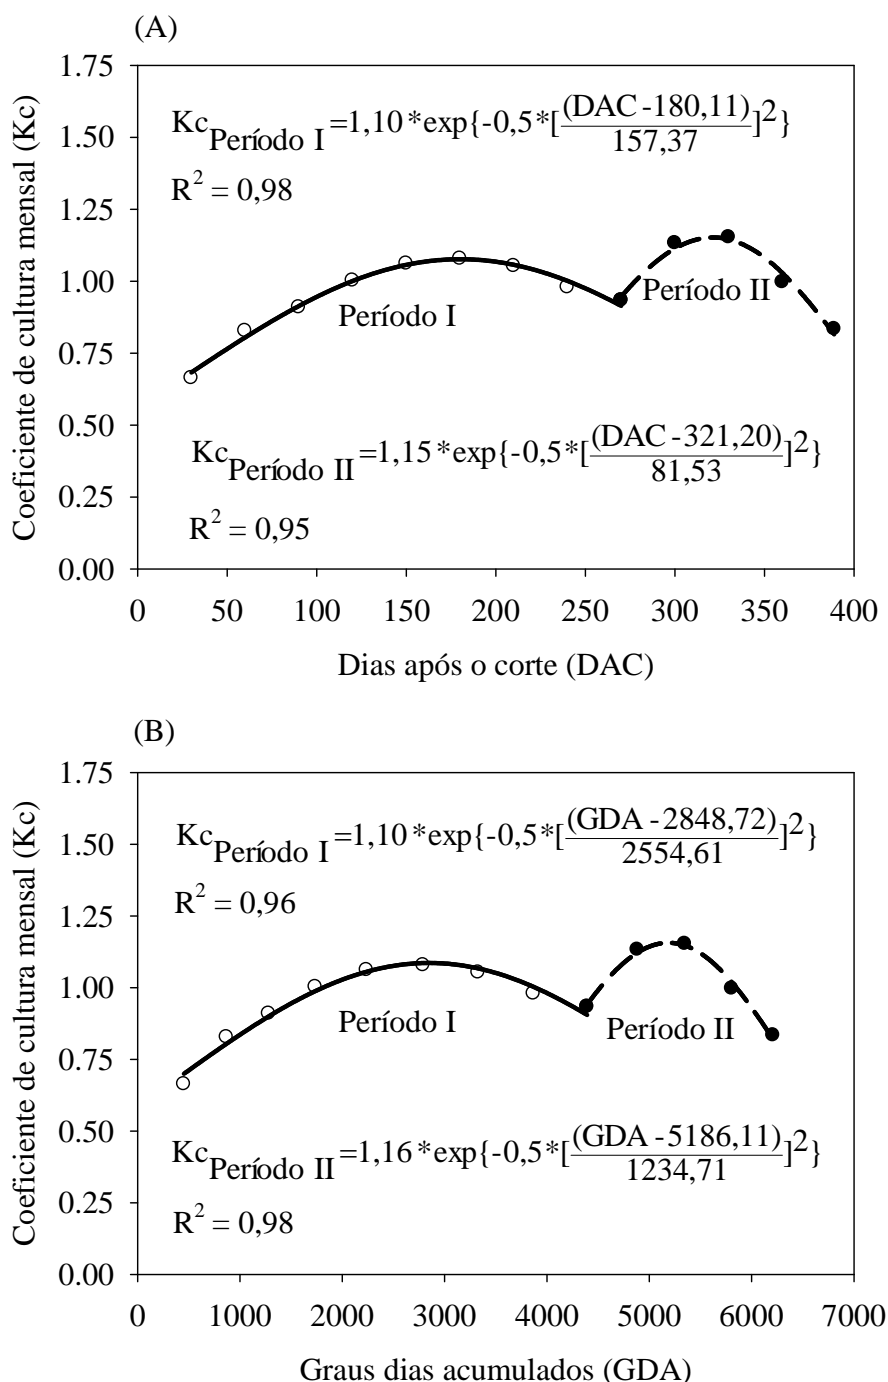 (A)
1.75
1.50
1.25
1.00
0.75
0.50
0.25
0.00
Coeficiente de cultura mensal (Kc)
Kc Período I =1,10*exp{-0,5*[(DAC-180,11)/157,37]²}
R² = 0,98
Período I
Período II
Kc Período II =1,15*exp{-0,5*[(DAC-321,20)/81,53]²}
R² = 0,95
0 50 100 150 200 250 300 350 400
Dias após o corte (DAC)
(B)
1.75
1.50
1.25
1.00
0.75
0.50
0.25
0.00
Coeficiente de cultura mensal (Kc)
Kc Período I =1,10*exp{-0,5*[(GDA-2848,72)/2554,61]²}
R² = 0,96
Período I
Período II
Kc Período II =1,16*exp{-0,5*[(GDA-5186,11)/1234,71]²}
R² = 0,98
0 1000 2000 3000 4000 5000 6000 7000
Graus dias acumulados (GDA)